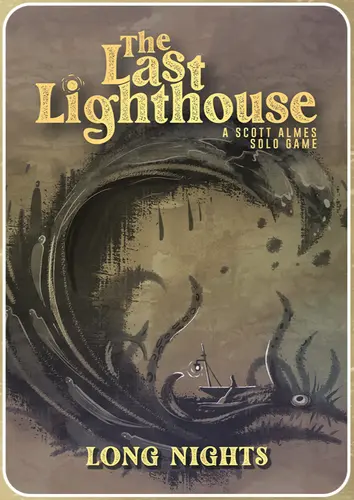 The
Last
Lighthouse
A SCOTT ALMES
SOLO GAME
LONG NIGHTS